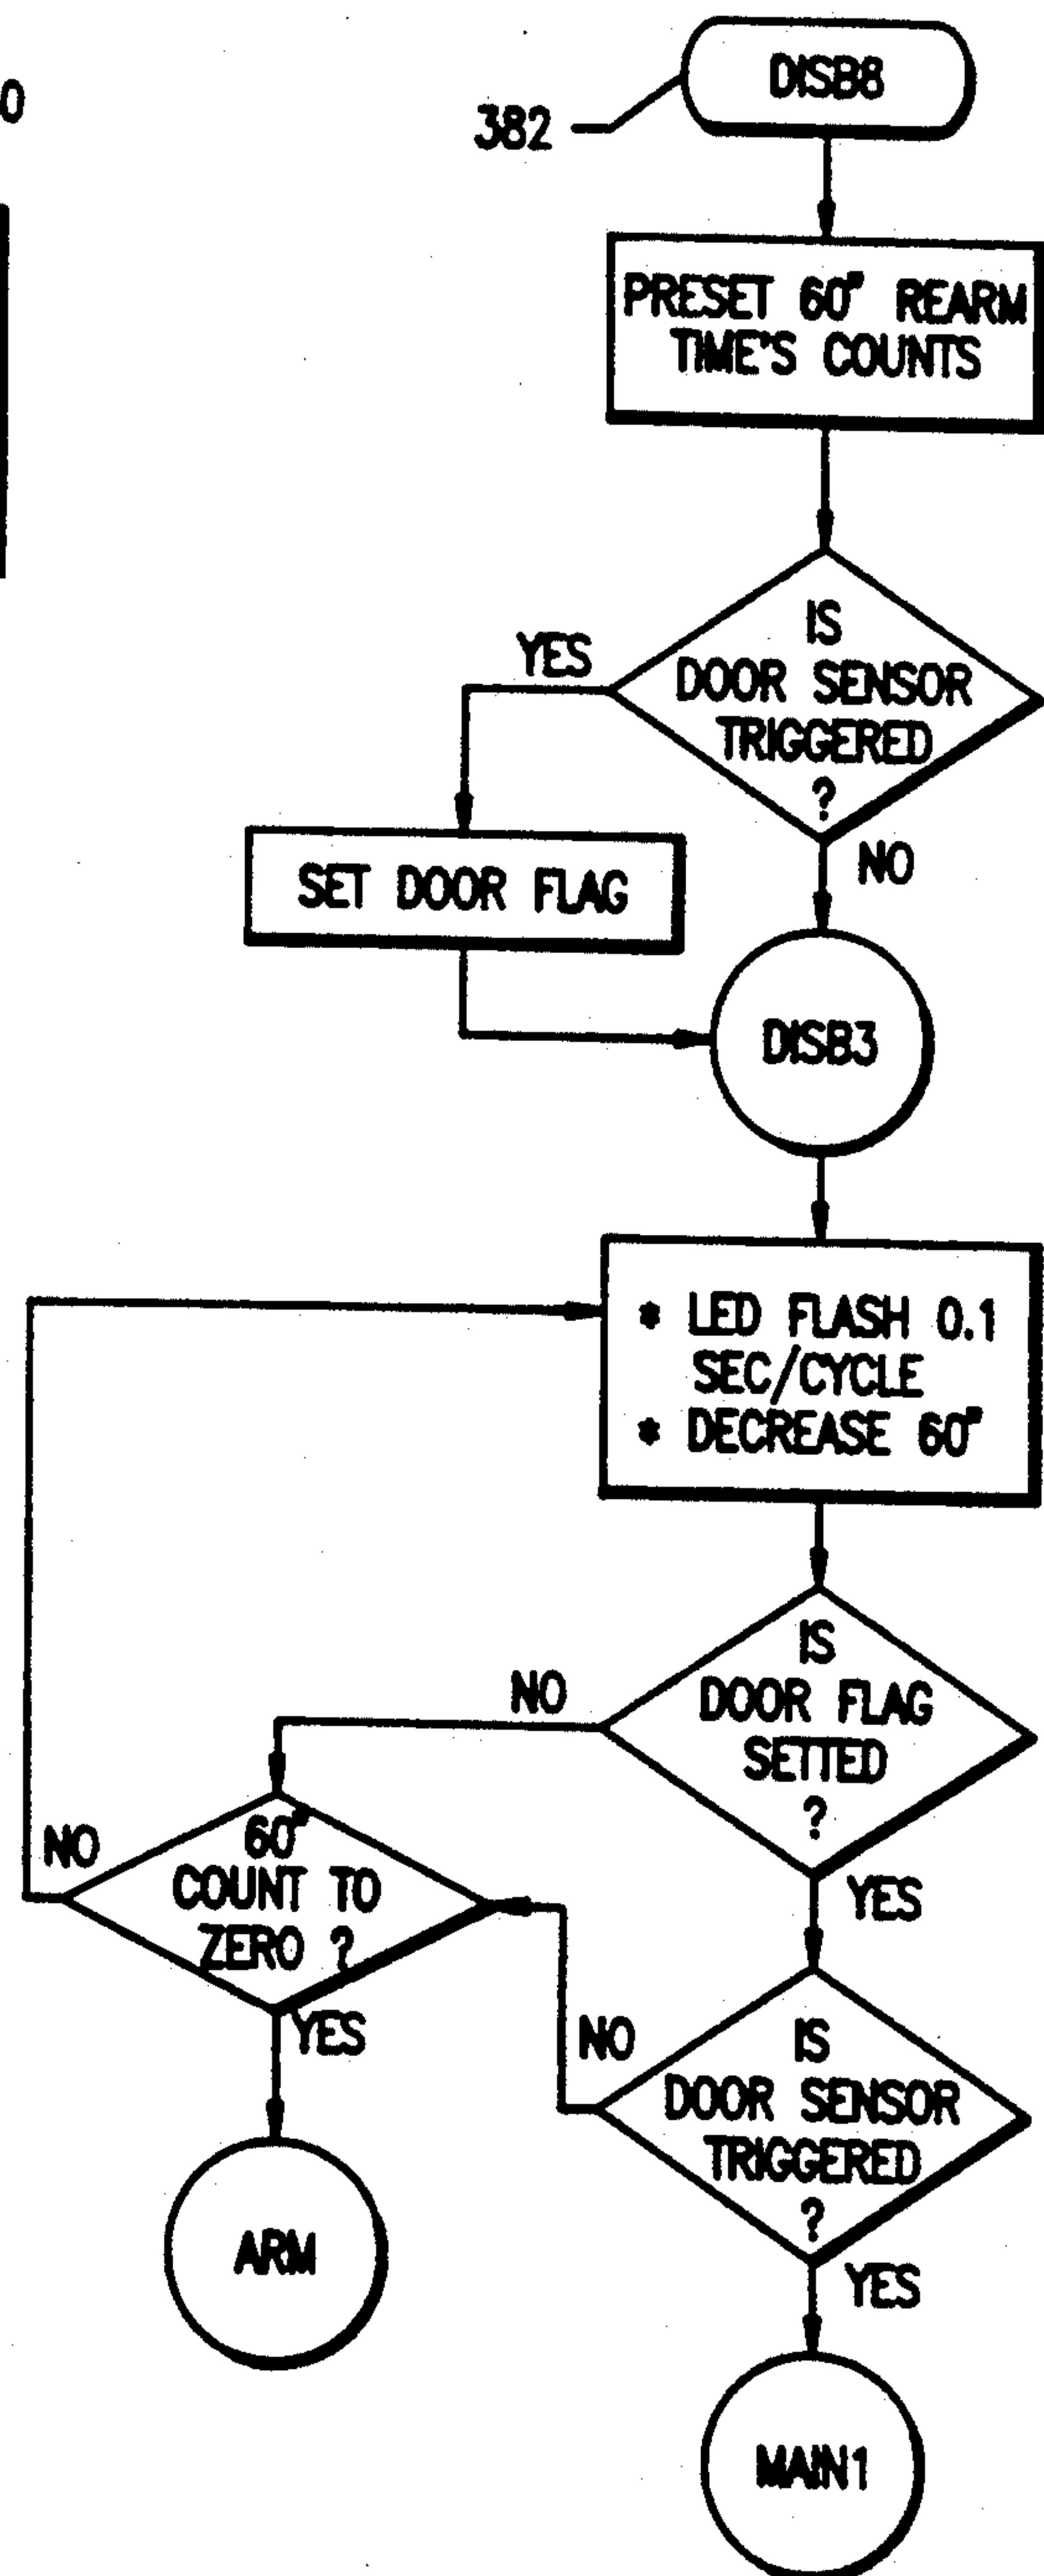 0
DISB8
382
PRESET 60" REARM
TIME'S COUNTS
IS
DOOR SENSOR
TRIGGERED
?
YES
NO
SET DOOR FLAG
DISB3
* LED FLASH 0.1
SEC/CYCLE
* DECREASE 60"
IS
DOOR FLAG
SETTED
?
NO
YES
60"
COUNT TO
ZERO ?
NO
YES
IS
DOOR SENSOR
TRIGGERED
?
NO
YES
ARM
MAIN1